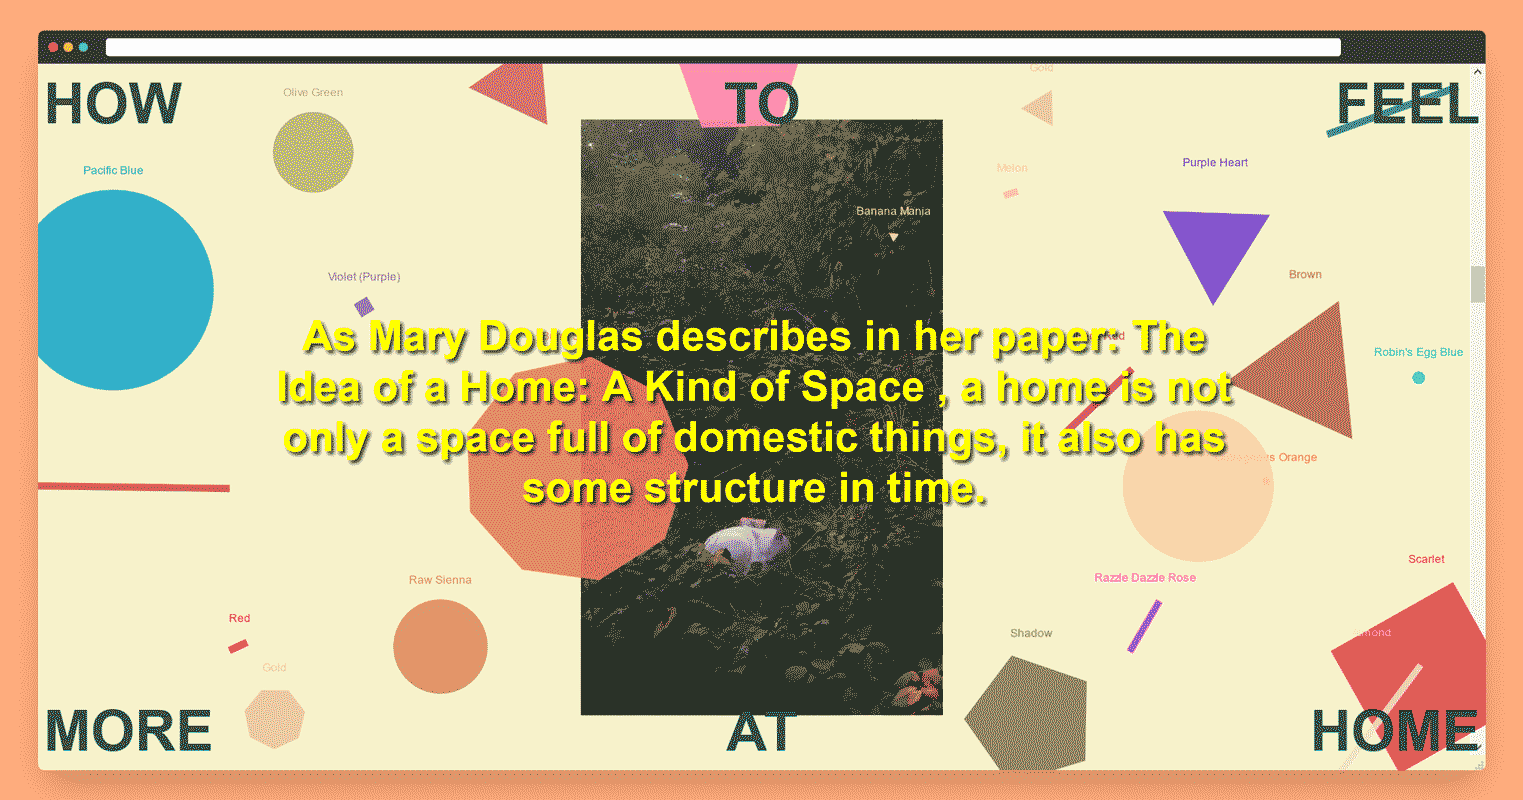 HOW
TO
FEEL
Gold
Olive Green
Pacific Blue
Purple Heart
Melon
Banana Mania
Violet (Purple)
Brown
As Mary Douglas describes in her paper: The
Robin's Egg Blue
Idea of a Home: A Kind of Space , a home is not
only a space full of domestic things, it also has
Orange
some structure in time.
Scarlet
Razzle Dazzle Rose
Raw Sienna
Red
Shadow
Gold
MORE
AT
HOME